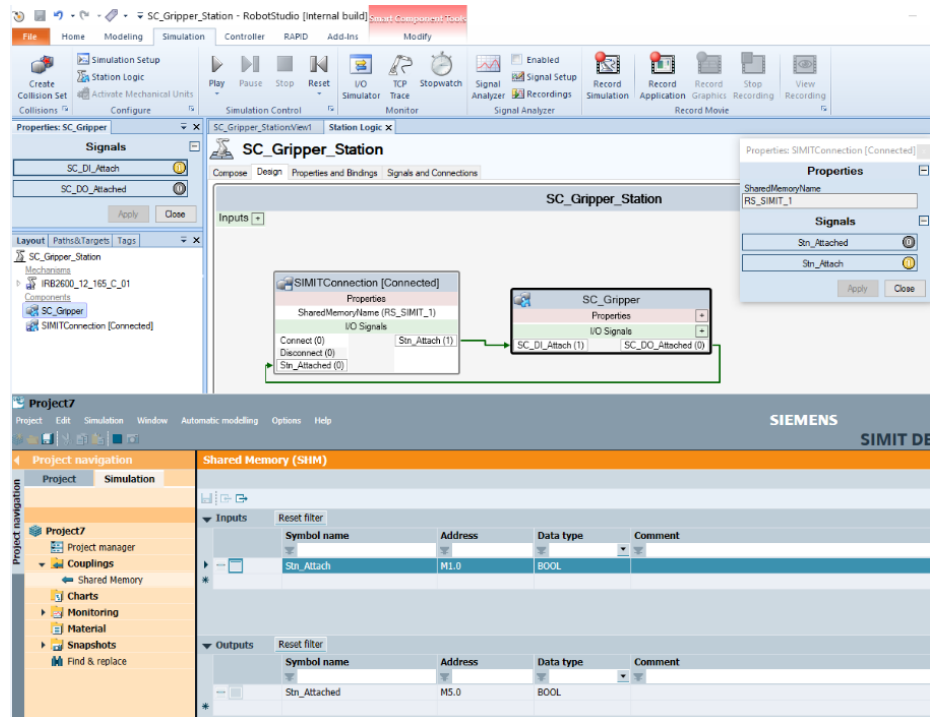 SC_Gripper_Station - RobotStudio [Internal build]
Smart Component Tools
File Home Modeling Simulation Controller RAPID Add-Ins Modify
Create Collision Set
Simulation Setup
Station Logic
Activate Mechanical Units
Play Pause Stop Reset
I/O Simulator
TCP Trace
Stopwatch
Signal Analyzer
Enabled
Signal Setup
Recordings
Record Simulation
Record Application
Record Graphics
Stop Recording
View Recording
Collisions Configure Simulation Control Monitor Signal Analyzer Record Movie
Properties: SC_Gripper
Signals
SC_DI_Attach 1
SC_DO_Attached 0
Apply Close
Layout Paths&Targets Tags
SC_Gripper_Station
Mechanisms
IRB2600_12_165_C_01
Components
SC_Gripper
SIMITConnection [Connected]
SC_Gripper_StationView1 Station Logic
SC_Gripper_Station
Compose Design Properties and Bindings Signals and Connections
SC_Gripper_Station
Inputs +
SIMITConnection [Connected]
Properties
SharedMemoryName (RS_SIMIT_1)
I/O Signals
Connect (0) Stn_Attach (1)
Disconnect (0)
Stn_Attached (0)
SC_Gripper
Properties +
I/O Signals +
SC_DI_Attach (1) SC_DO_Attached (0)
Properties: SIMITConnection [Connected]
Properties
SharedMemoryName
RS_SIMIT_1
Signals
Stn_Attached 0
Stn_Attach 1
Apply Close
Project7
Project Edit Simulation Window Automatic modelling Options Help
SIEMENS
SIMIT DE
Project navigation
Project navigation
Project Simulation
Project7
Project manager
Couplings
Shared Memory
Charts
Monitoring
Material
Snapshots
Find & replace
Shared Memory (SHM)
Inputs Reset filter
Symbol name Address Data type Comment
Stn_Attach M1.0 BOOL
Outputs Reset filter
Symbol name Address Data type Comment
Stn_Attached M5.0 BOOL